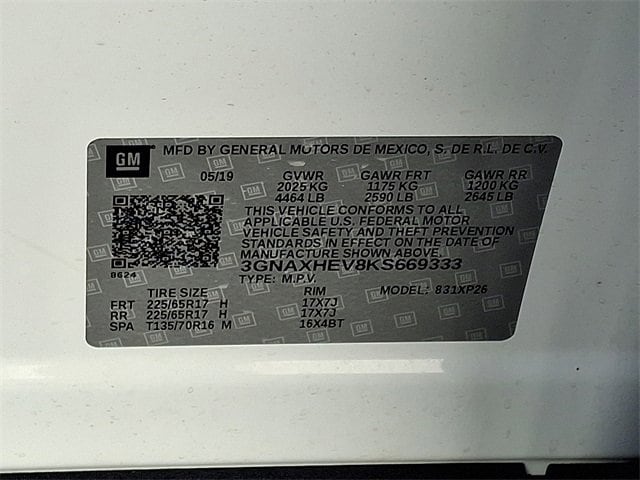 GM MFD BY GENERAL MOTORS DE MEXICO, S. DE R.L. DE C.V.
05/19 GVWR GAWR FRT GAWR RR
2025 KG 1175 KG 1200 KG
4464 LB 2590 LB 2645 LB
THIS VEHICLE CONFORMS TO ALL
APPLICABLE U.S. FEDERAL MOTOR
VEHICLE SAFETY AND THEFT PREVENTION
STANDARDS IN EFFECT ON THE DATE OF
MANUFACTURE SHOWN ABOVE.
3GNAXHEV8KS669333
8624
TYPE: M.P.V.
TIRE SIZE RIM MODEL: 831XP26
FRT 225/65R17 H 17X7J
RR 225/65R17 H 17X7J
SPA T135/70R16 M 16X4BT